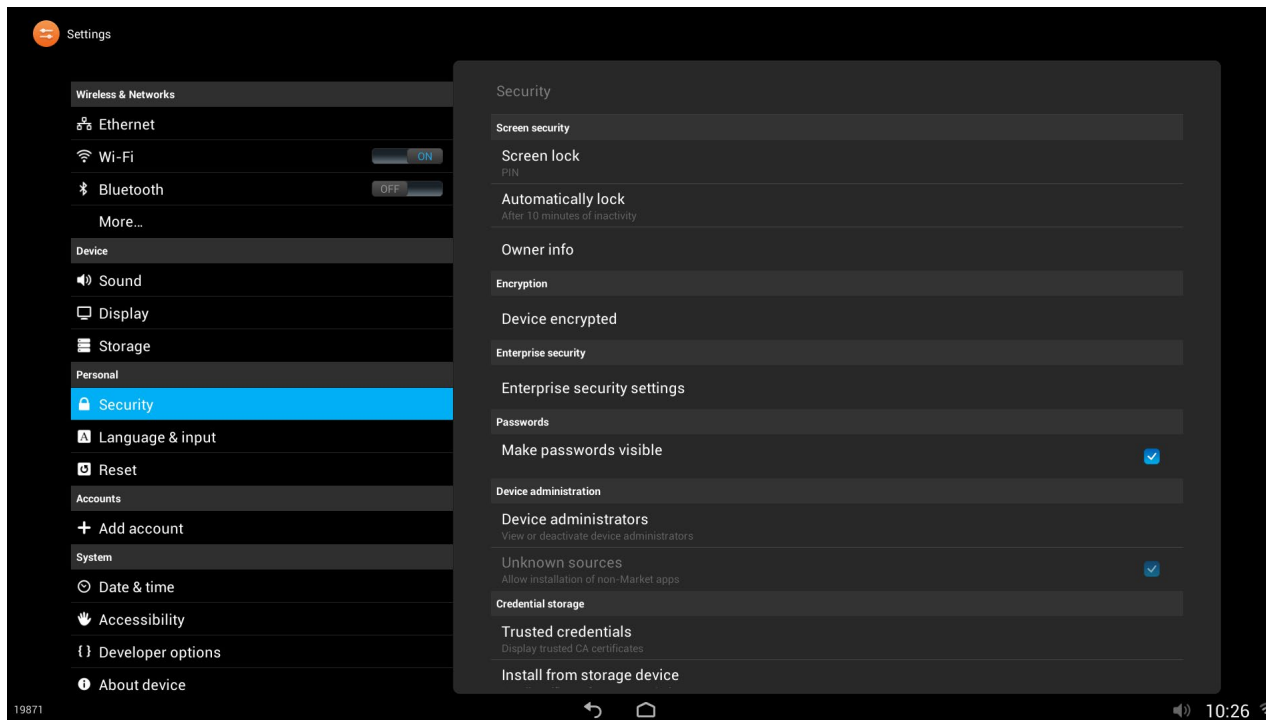 Settings
Wireless & Networks
Ethernet
Wi-Fi ON
Bluetooth OFF
More...
Device
Sound
Display
Storage
Personal
Security
Language & input
Reset
Accounts
Add account
System
Date & time
Accessibility
Developer options
About device
Security
Screen security
Screen lock
PIN
Automatically lock
After 10 minutes of inactivity
Owner info
Encryption
Device encrypted
Enterprise security
Enterprise security settings
Passwords
Make passwords visible
Device administration
Device administrators
View or deactivate device administrators
Unknown sources
Allow installation of non-Market apps
Credential storage
Trusted credentials
Display trusted CA certificates
Install from storage device
19871
10:26